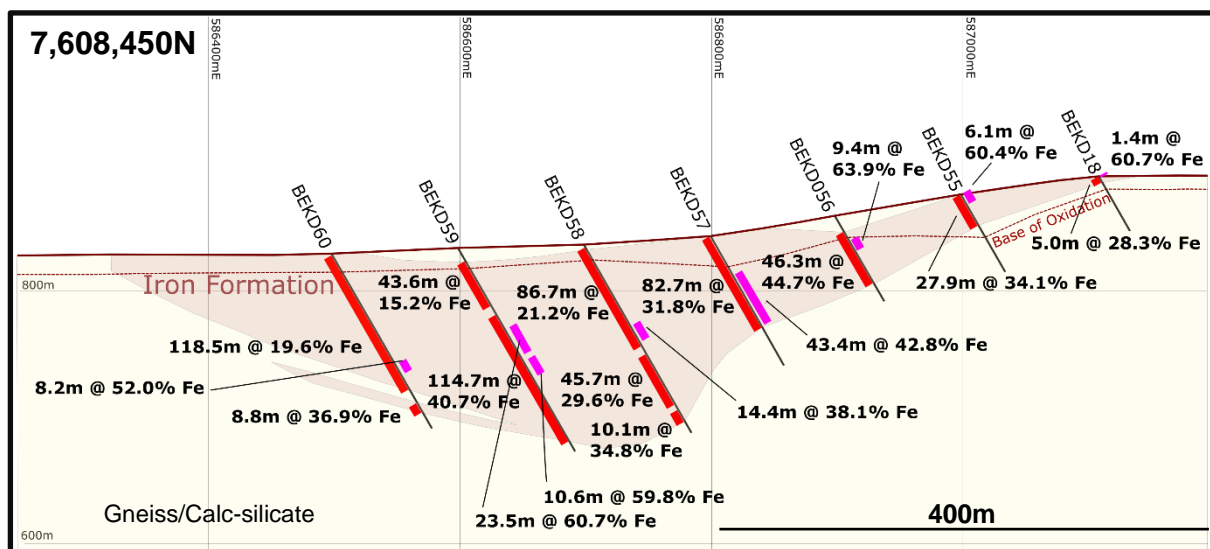 7,608,450N
586400mE
586600mE
586800mE
587000mE
BEKD60
BEKD59
BEKD58
BEKD57
BEKD056
BEKD55
BEKD18
9.4m @
63.9% Fe
6.1m @
60.4% Fe
1.4m @
60.7% Fe
Base of Oxidation
5.0m @ 28.3% Fe
27.9m @ 34.1% Fe
Iron Formation
800m
43.6m @
15.2% Fe
86.7m @
21.2% Fe
82.7m @
31.8% Fe
46.3m @
44.7% Fe
43.4m @ 42.8% Fe
118.5m @ 19.6% Fe
8.2m @ 52.0% Fe
8.8m @ 36.9% Fe
114.7m @
40.7% Fe
45.7m @
29.6% Fe
14.4m @ 38.1% Fe
10.1m @
34.8% Fe
10.6m @ 59.8% Fe
23.5m @ 60.7% Fe
Gneiss/Calc-silicate
400m
600m